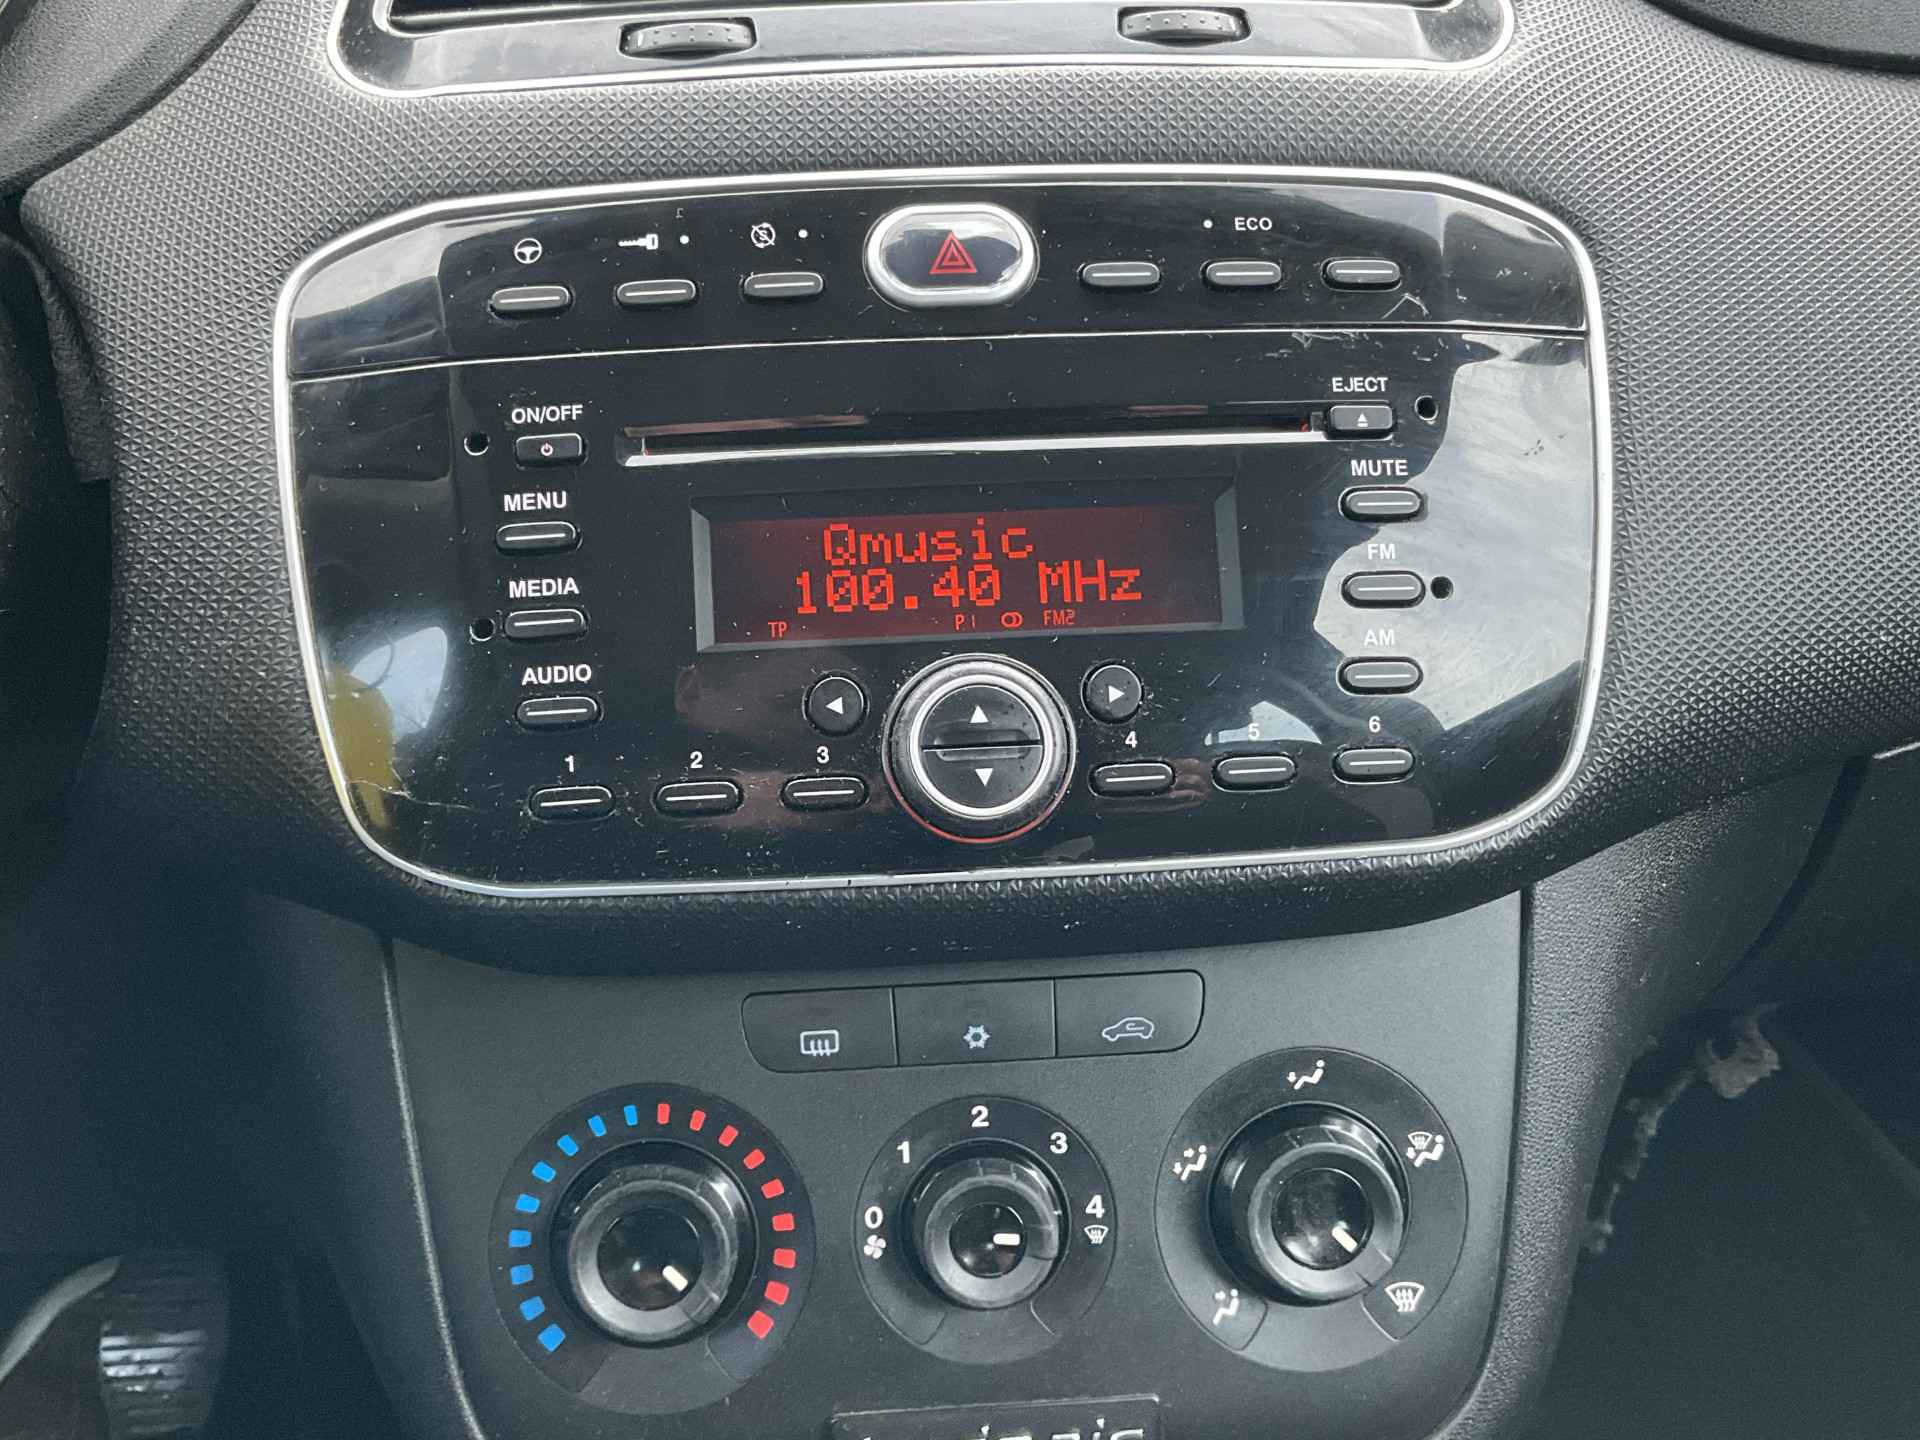 ECO
EJECT
ON/OFF
MUTE
MENU
Qmusic
FM
100.40 MHz
MEDIA
TP P1 FM2
AM
AUDIO
1 2 3 4 5 6
0 1 2 3 4